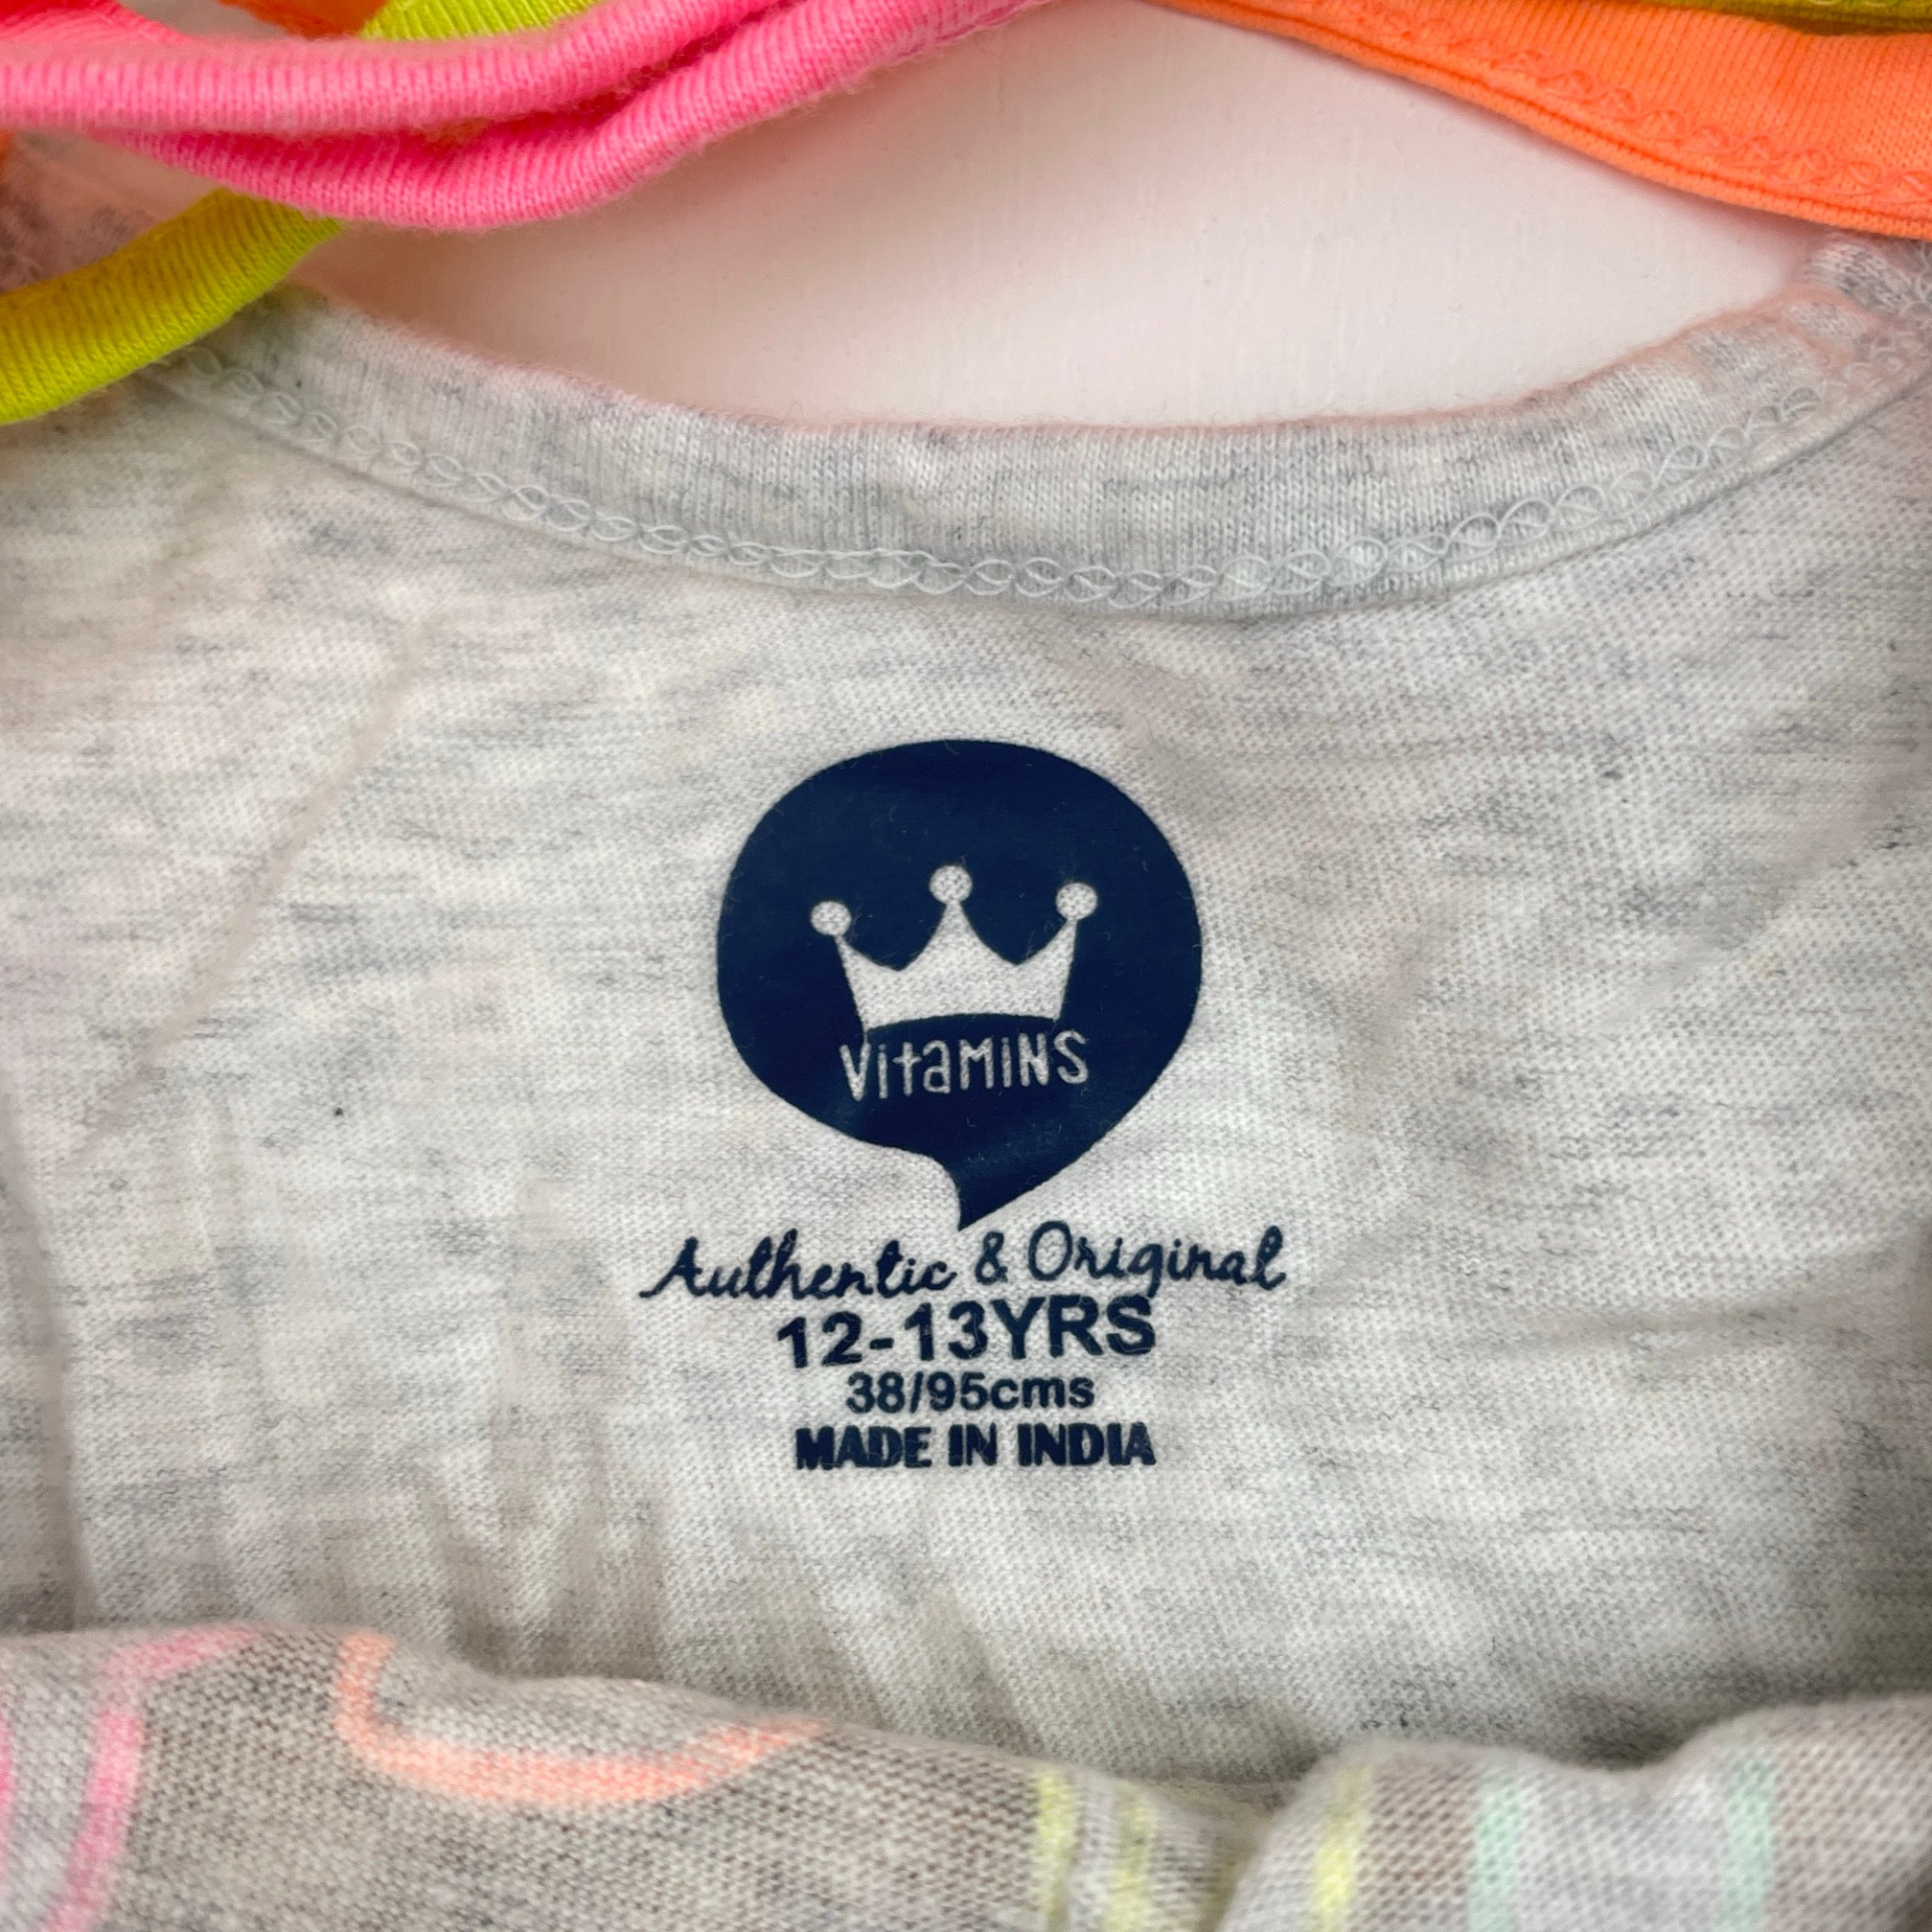 VitaMiNS
Authentic & Original
12-13YRS
38/95cms
MADE IN INDIA